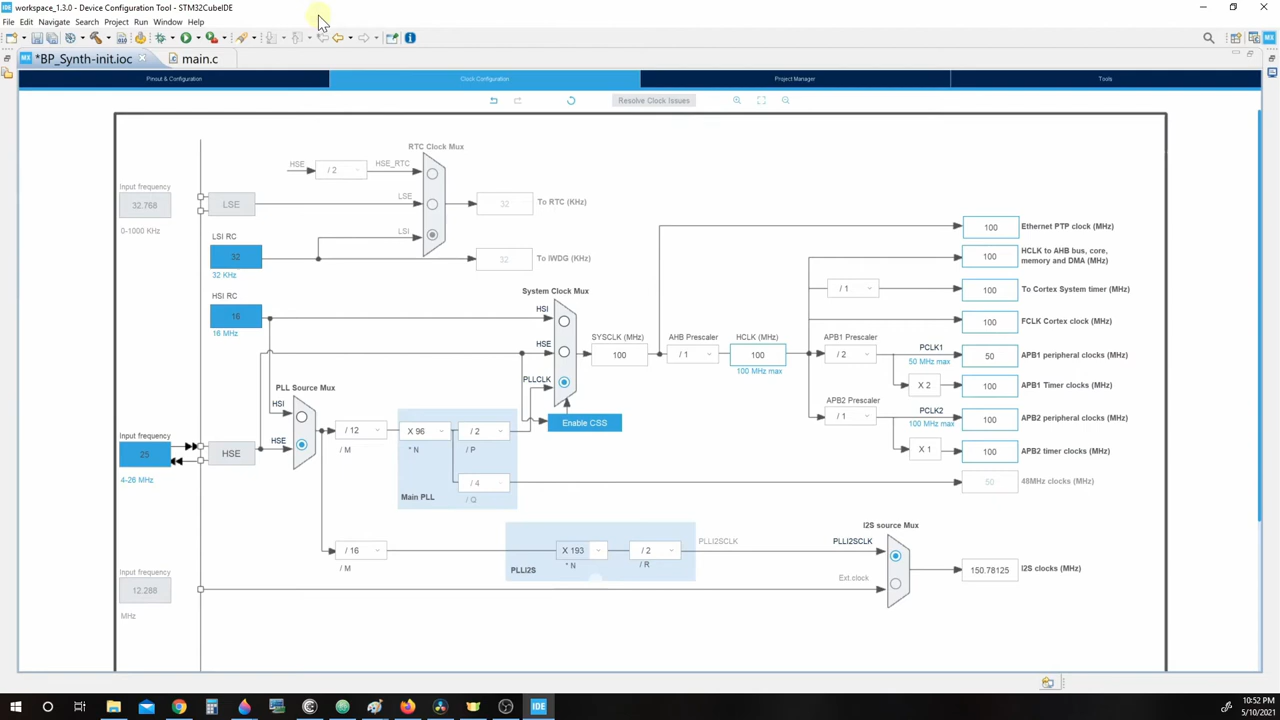 workspace_1.3.0 - Device Configuration Tool - STM32CubeIDE
File Edit Navigate Search Project Run Window Help
*BP_Synth-init.ioc
main.c
Pinout & Configuration
Clock Configuration
Project Manager
Tools
Resolve Clock Issues
RTC Clock Mux
HSE
/ 2
HSE_RTC
Input frequency
32.768
0-1000 KHz
LSE
LSE
32
To RTC (KHz)
LSI RC
32
32 KHz
LSI
32
To IWDG (KHz)
HSI RC
16
16 MHz
System Clock Mux
HSI
HSE
PLLCLK
SYSCLK (MHz)
100
AHB Prescaler
/ 1
HCLK (MHz)
100
100 MHz max
Enable CSS
100
Ethernet PTP clock (MHz)
100
HCLK to AHB bus, core,
memory and DMA (MHz)
/ 1
100
To Cortex System timer (MHz)
100
FCLK Cortex clock (MHz)
APB1 Prescaler
/ 2
PCLK1
50 MHz max
50
APB1 peripheral clocks (MHz)
X 2
100
APB1 Timer clocks (MHz)
APB2 Prescaler
/ 1
PCLK2
100 MHz max
100
APB2 peripheral clocks (MHz)
X 1
100
APB2 timer clocks (MHz)
50
48MHz clocks (MHz)
PLL Source Mux
HSI
HSE
Input frequency
25
4-26 MHz
HSE
/ 12
/ M
X 96
* N
/ 2
/ P
/ 4
/ Q
Main PLL
/ 16
/ M
X 193
* N
/ 2
/ R
PLLI2S
PLLI2SCLK
I2S source Mux
PLLI2SCLK
Ext.clock
150.78125
I2S clocks (MHz)
Input frequency
12.288
MHz
IDE
10:52 PM
5/10/2021